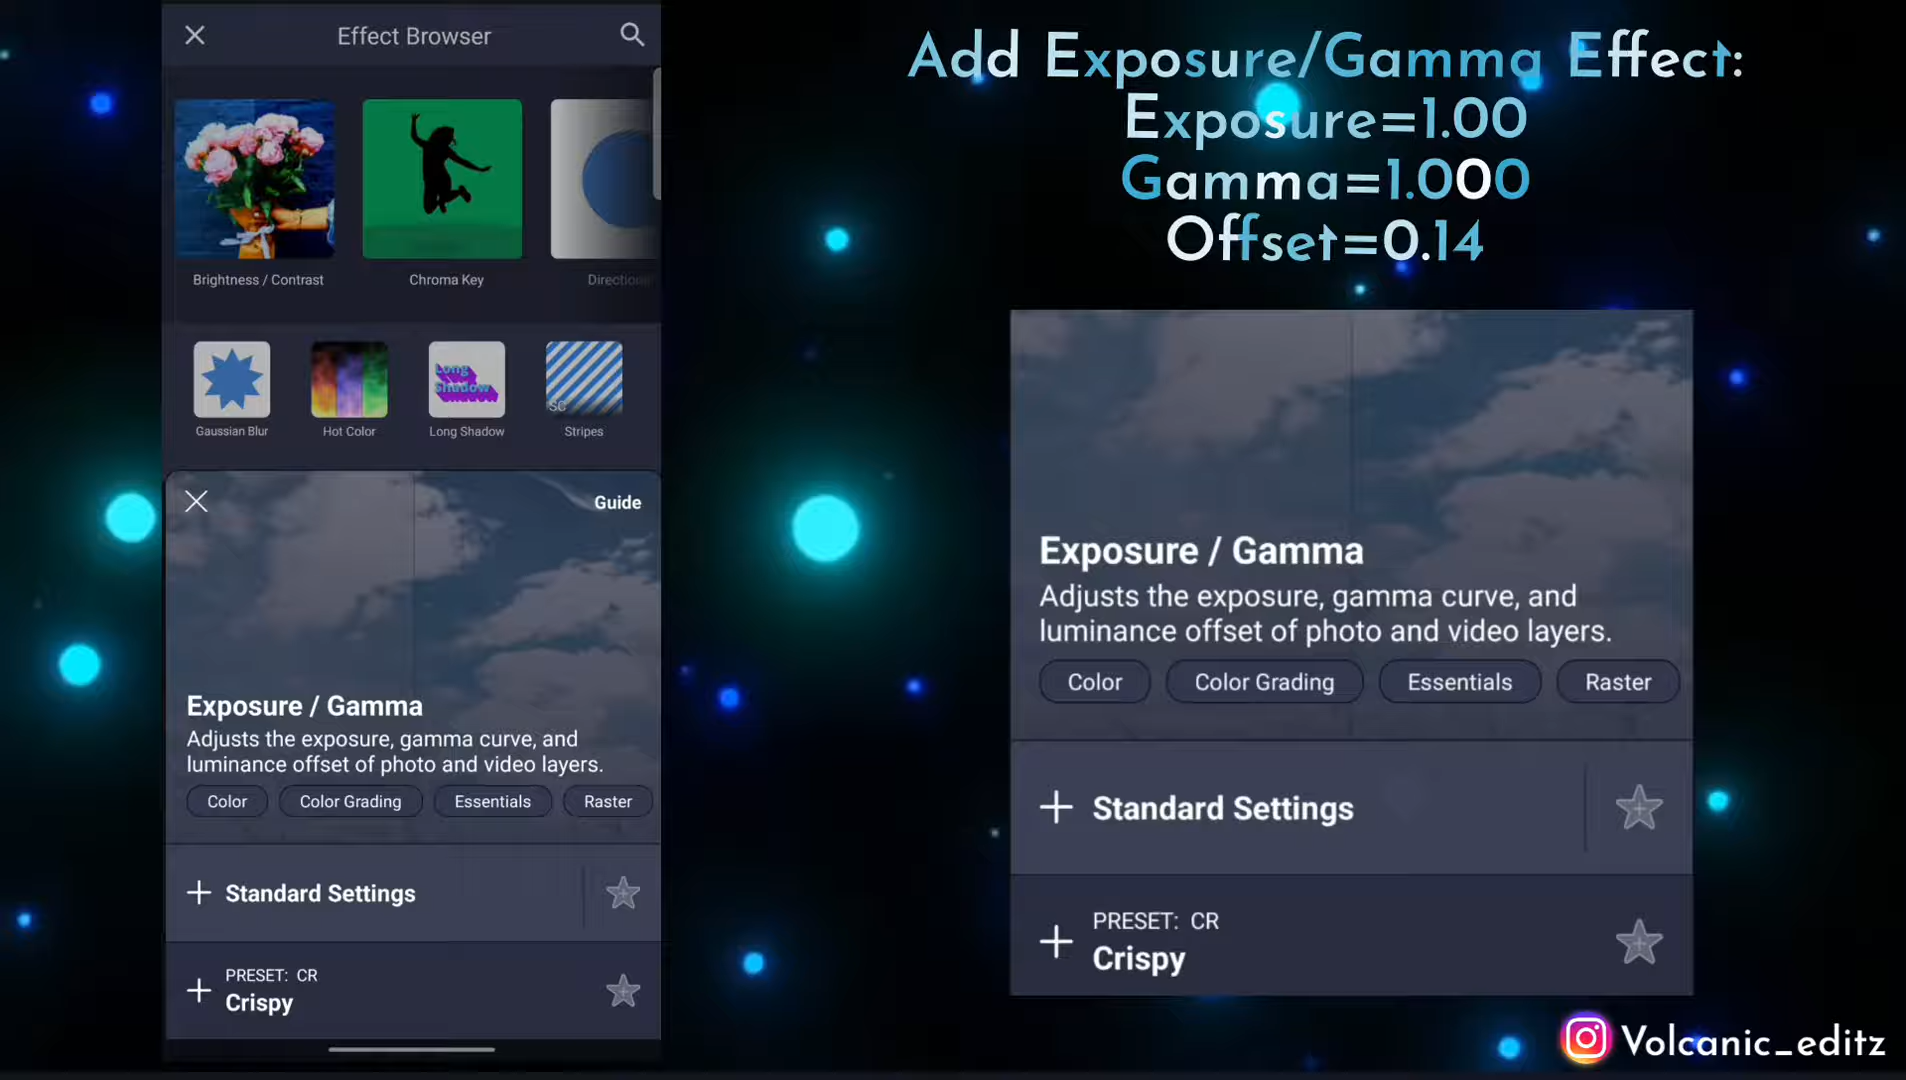 Effect Browser
Brightness / Contrast
Chroma Key
Gaussian Blur
Hot Color
Long Shadow
Long Shadow
Stripes
SC
Guide
Exposure / Gamma
Adjusts the exposure, gamma curve, and
luminance offset of photo and video layers.
Color
Color Grading
Essentials
Raster
Standard Settings
PRESET: CR
Crispy
Add Exposure/Gamma Effect:
Exposure=1.00
Gamma=1.000
Offset=0.14
Exposure / Gamma
Adjusts the exposure, gamma curve, and
luminance offset of photo and video layers.
Color
Color Grading
Essentials
Raster
Standard Settings
PRESET: CR
Crispy
Volcanic_editz